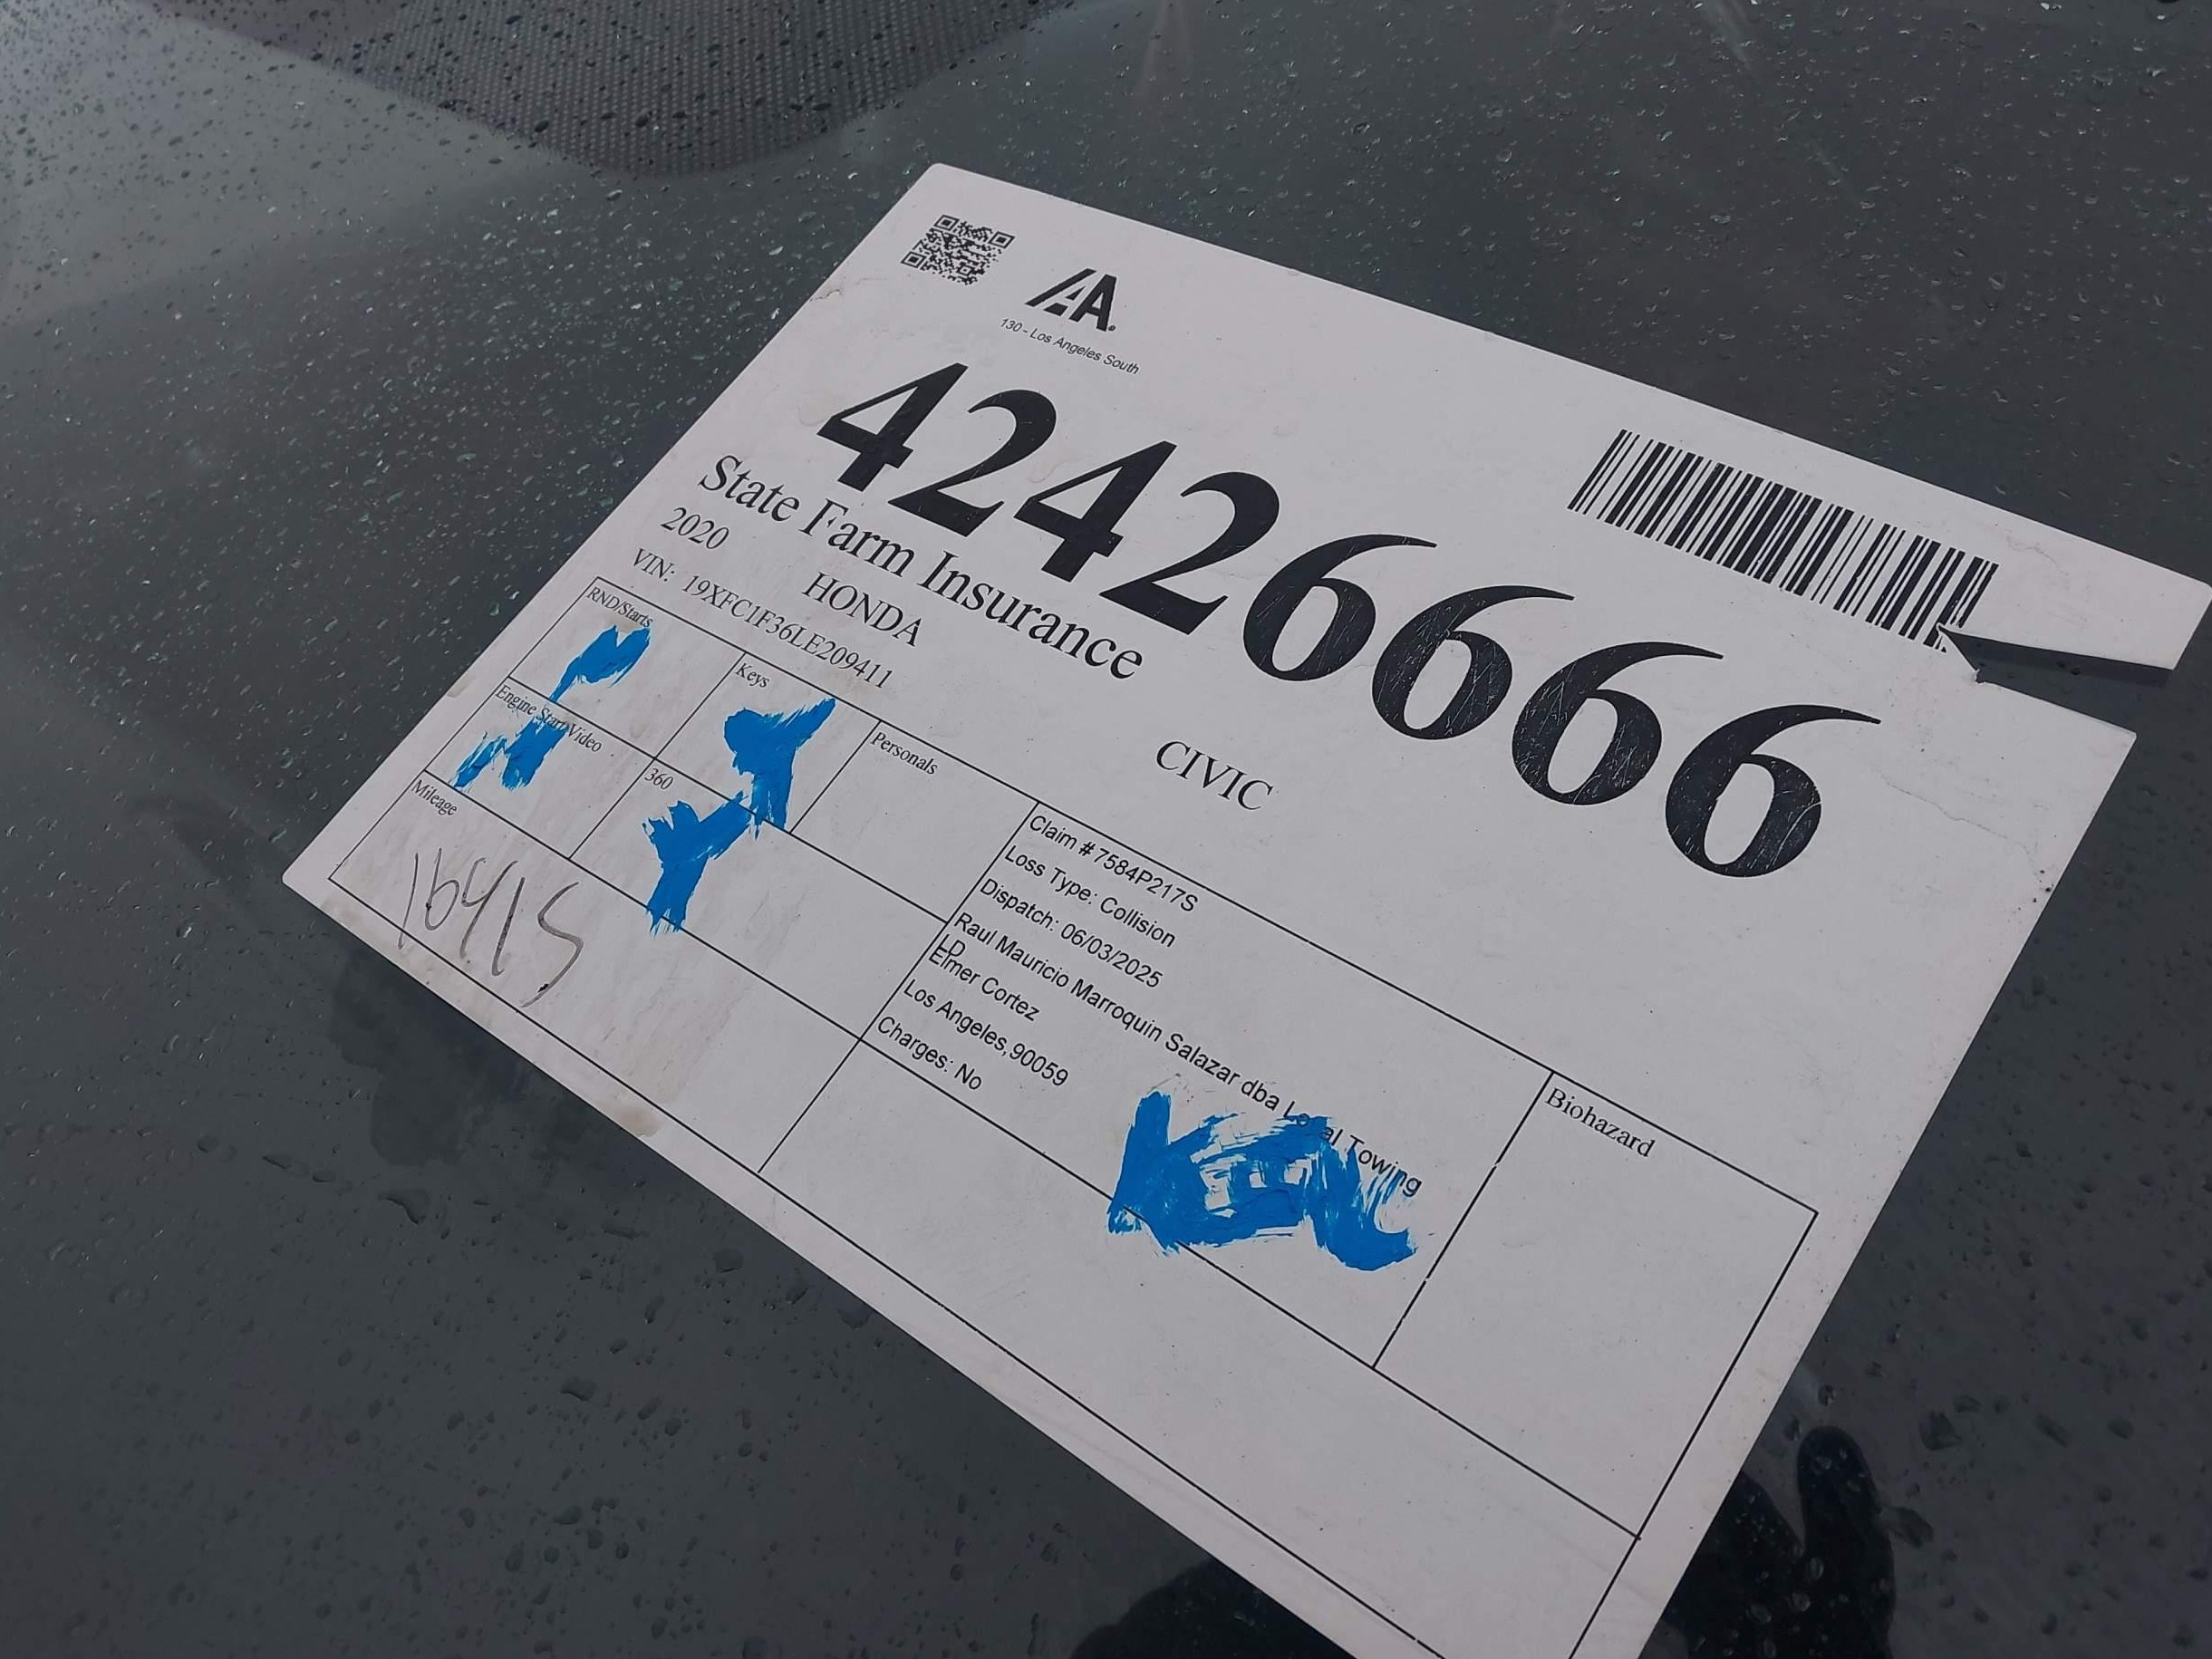 IAA
130 - Los Angeles South
42426666
State Farm Insurance
2020 HONDA CIVIC
VIN: 19XFC1F36LE209411
RND/Starts
Keys
Personals
Engine Start Video
360
Mileage
Claim # 7584P217S
Loss Type: Collision
Dispatch: 06/03/2025
Raul Mauricio Marroquin Salazar dba Local Towing
LD
Elmer Cortez
Los Angeles,90059
Charges: No
Biohazard
Y
Y